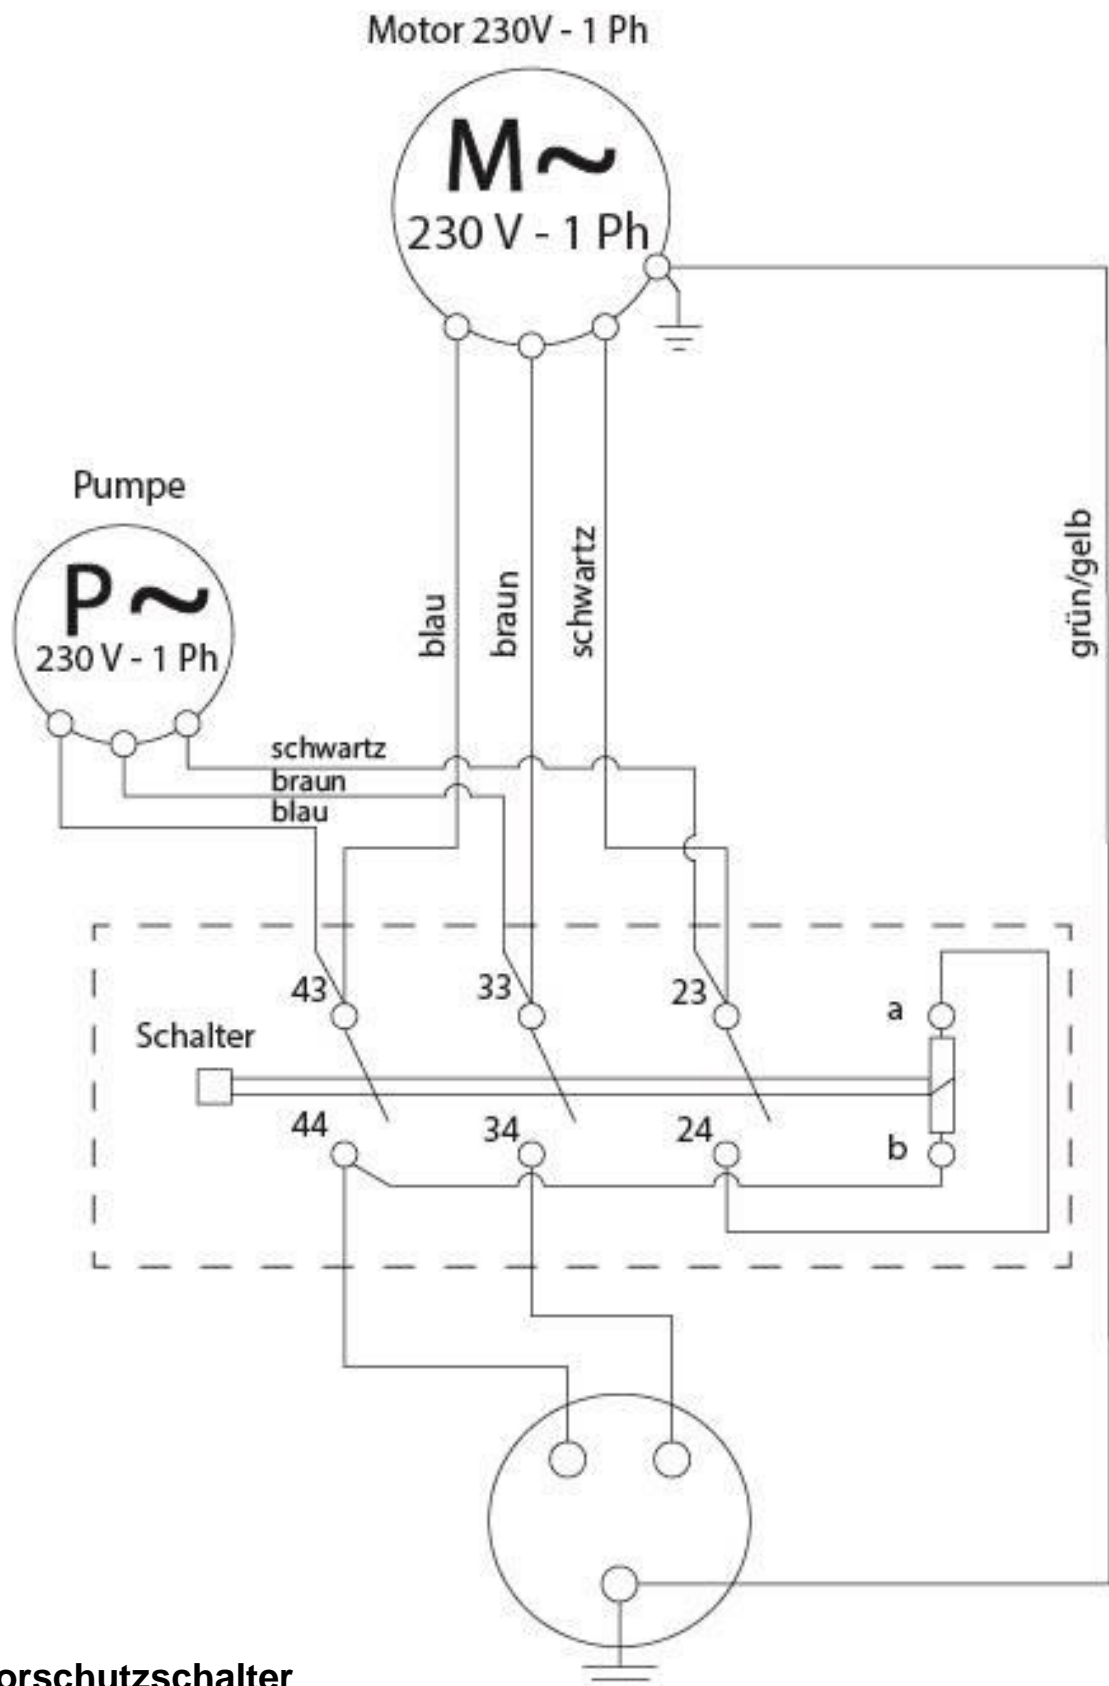 Motor 230V - 1 Ph
M~
230 V - 1 Ph
Pumpe
P~
230 V - 1 Ph
blau
braun
schwartz
grün/gelb
schwartz
braun
blau
43
33
23
a
Schalter
44
34
24
b
orschutzschalter